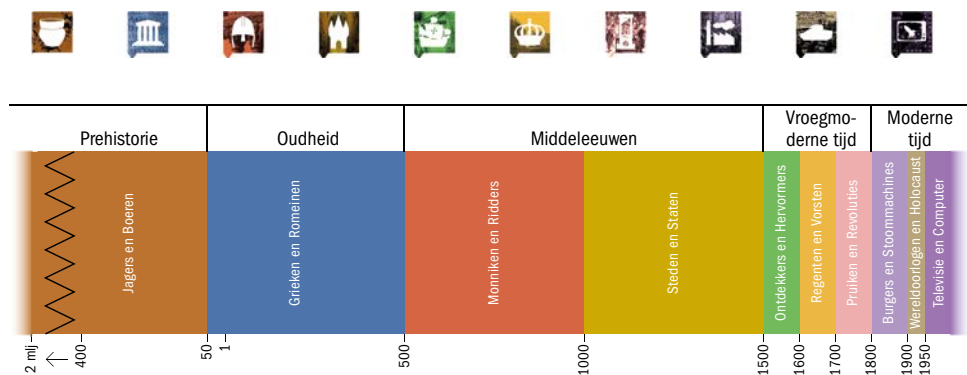 Prehistorie
Oudheid
Middeleeuwen
Vroegmo-
derne tijd
Moderne
tijd
Jagers en Boeren
Grieken en Romeinen
Monniken en Ridders
Steden en Staten
Ontdekkers en Hervormers
Regenten en Vorsten
Pruiken en Revoluties
Burgers en Stoommachines
Wereldoorlogen en Holocaust
Televisie en Computer
2 mlj
400
50
1
500
1000
1500
1600
1700
1800
1900
1950